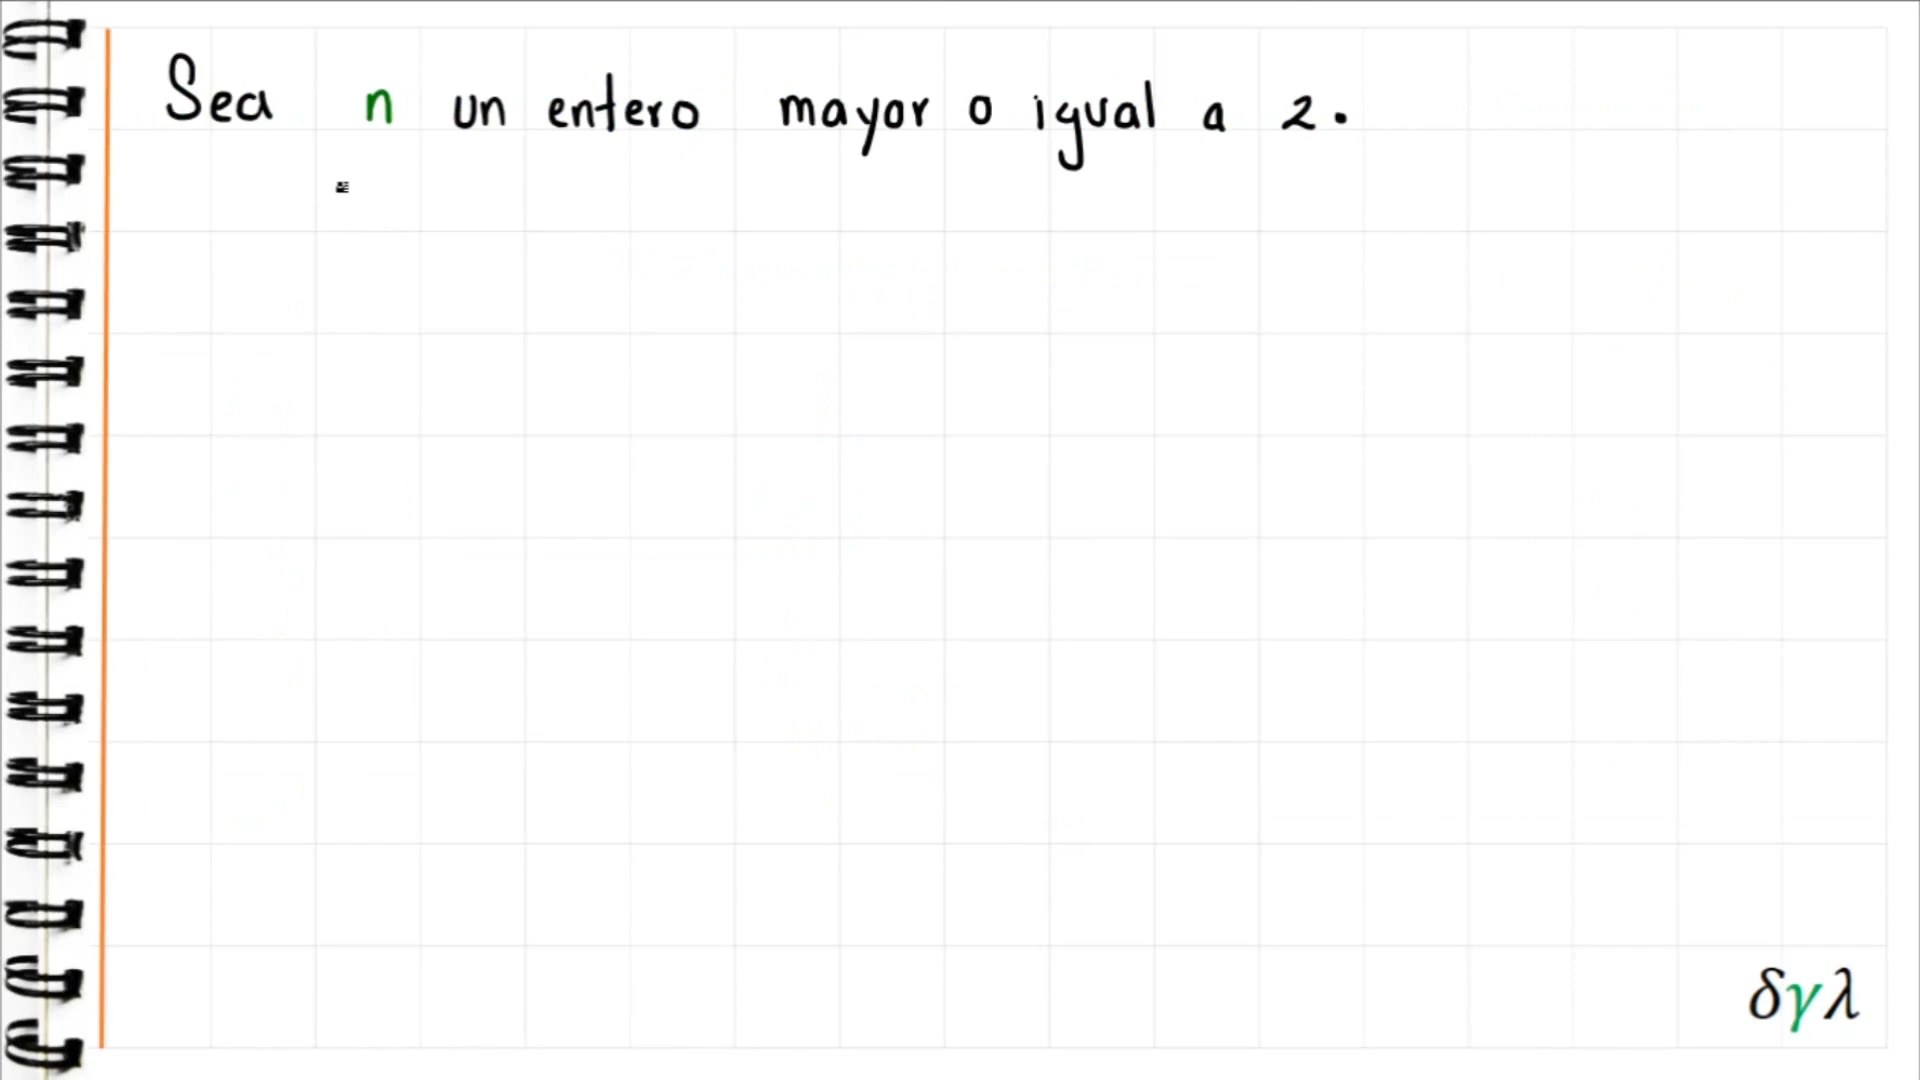 Sea n un entero mayor o igual a 2.
δγλ